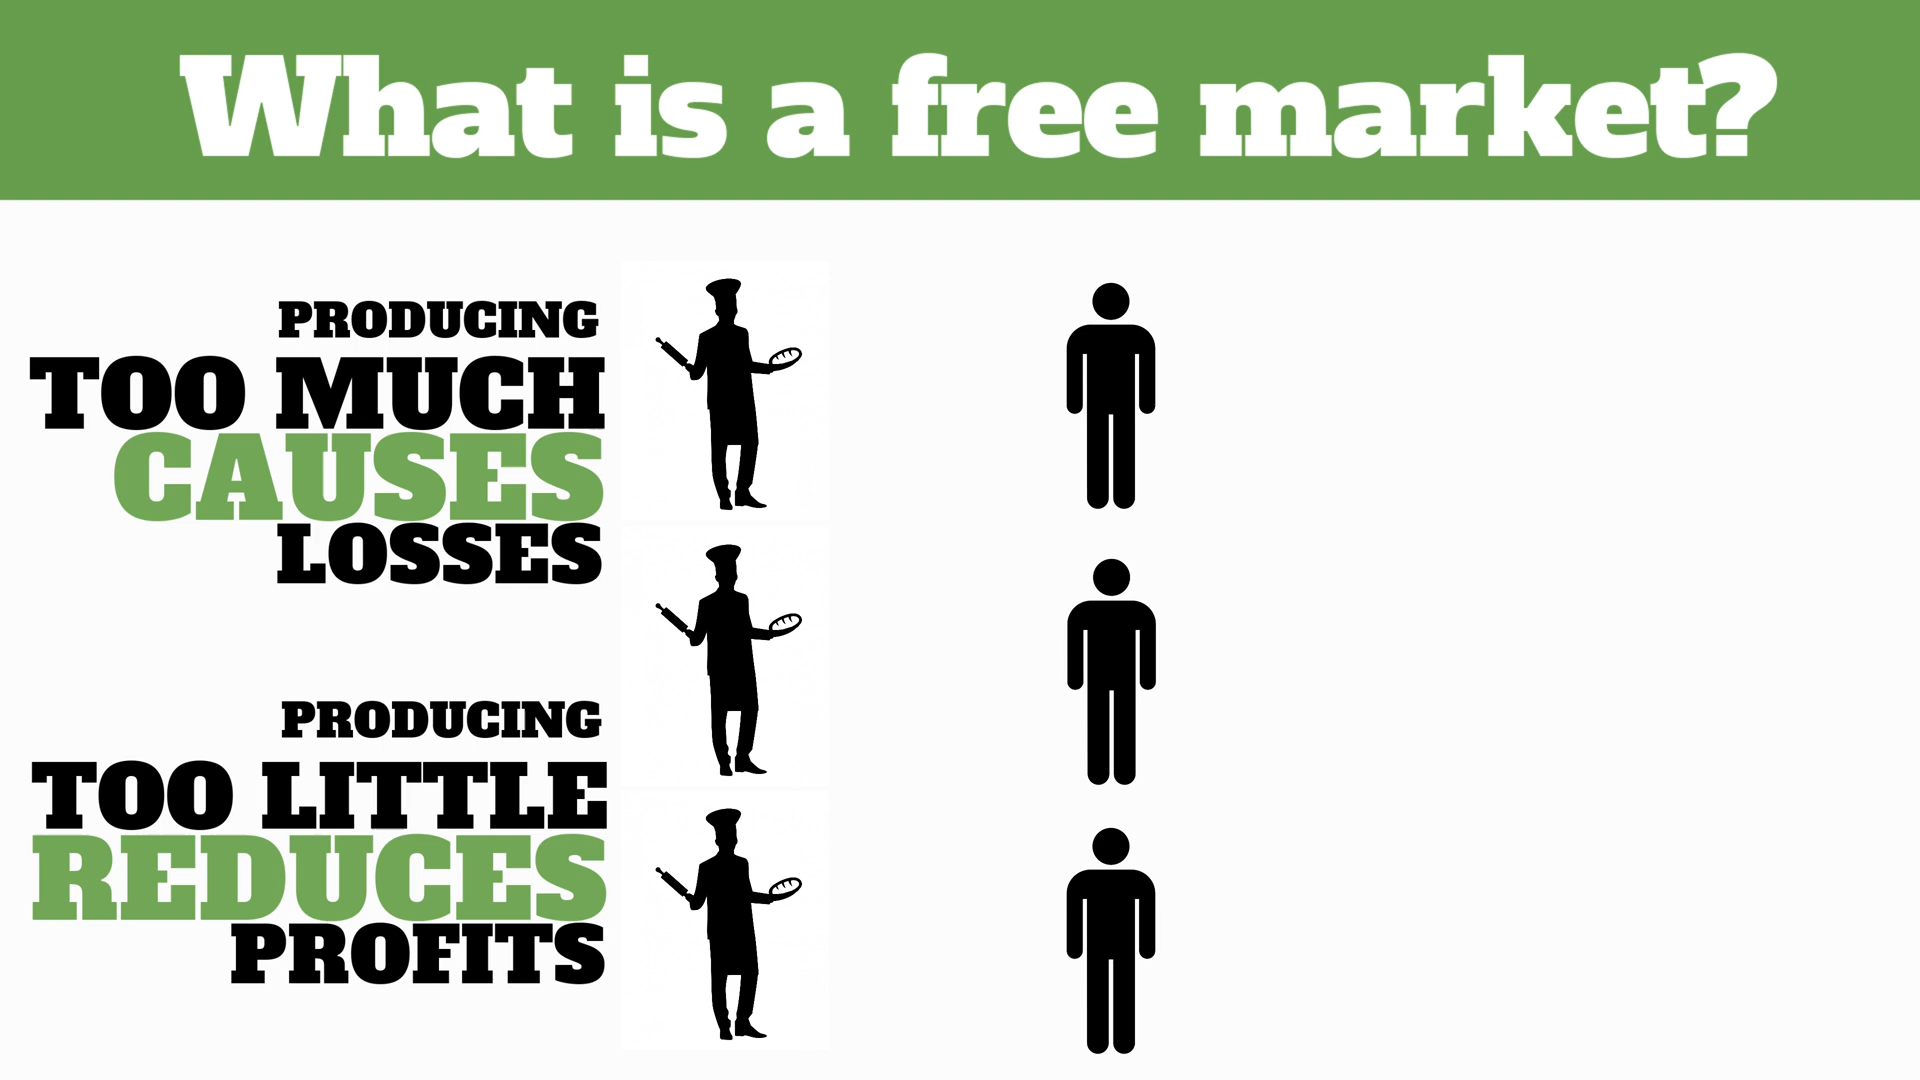 What is a free market?
PRODUCING
TOO MUCH
CAUSES
LOSSES
PRODUCING
TOO LITTLE
REDUCES
PROFITS